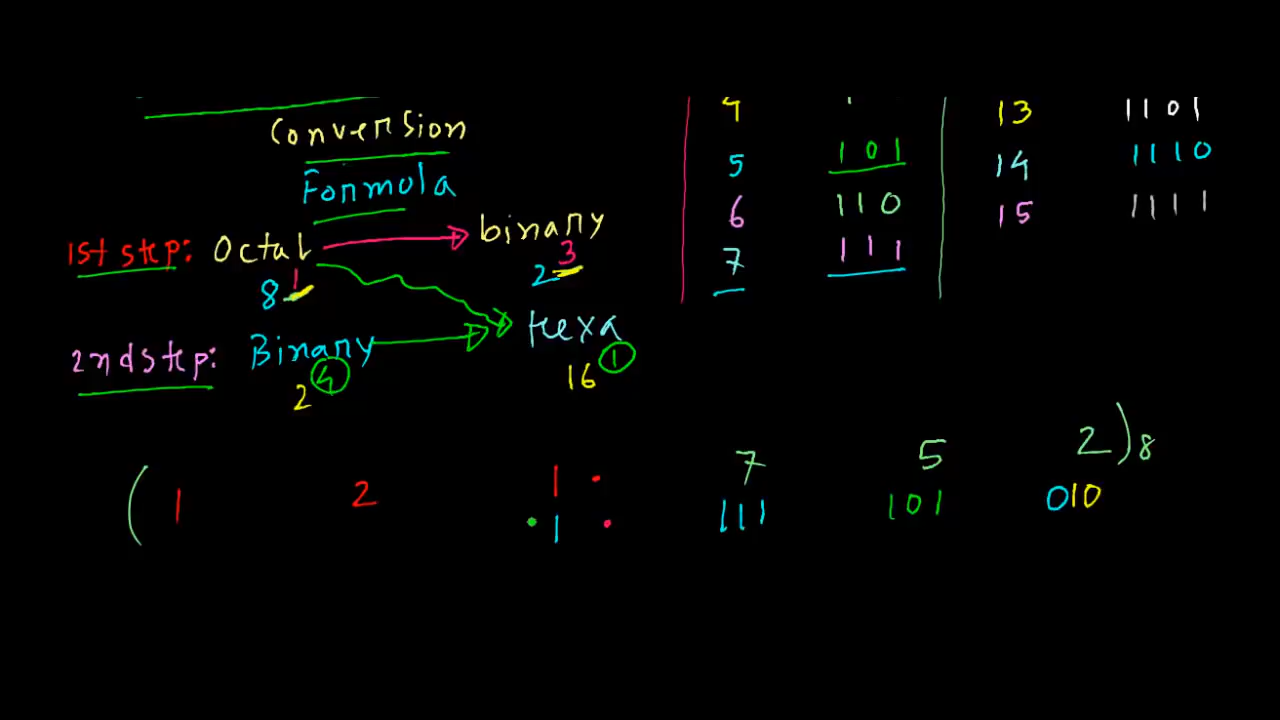 Conversion
Formola
1st step: Octal binary
8 1 2 3
2nd step: Binary Hexa
2 4 16 1
5 101
6 110
7 111
13 1101
14 1110
15 1111
( 1 2 1 . 7 5 2 ) 8
. 1 . 111 101 010